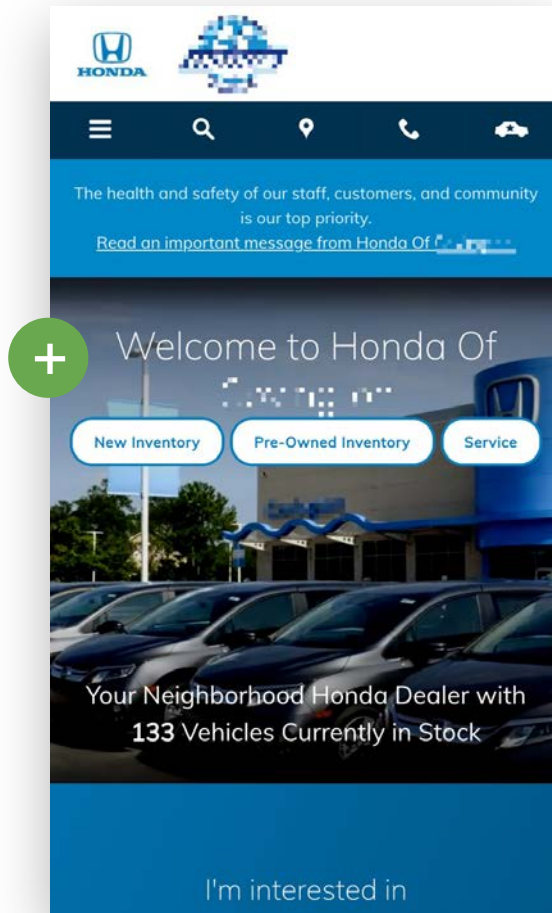 HONDA
The health and safety of our staff, customers, and community
is our top priority.
Read an important message from Honda Of
Welcome to Honda Of
New Inventory
Pre-Owned Inventory
Service
Your Neighborhood Honda Dealer with
133 Vehicles Currently in Stock
I'm interested in